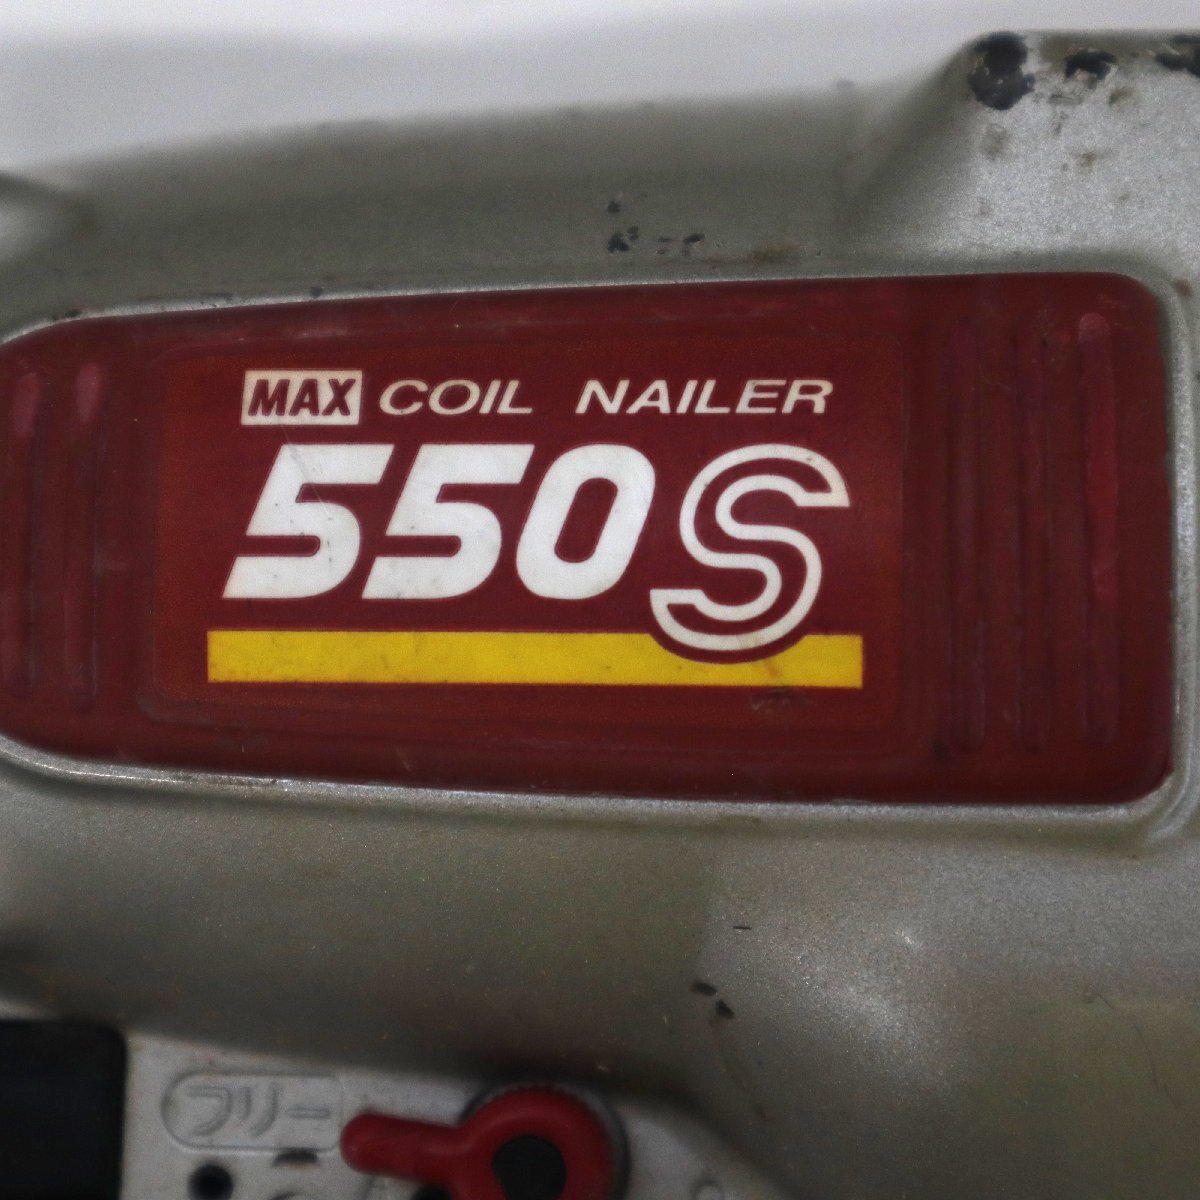 MAX COIL NAILER
550S
フリー